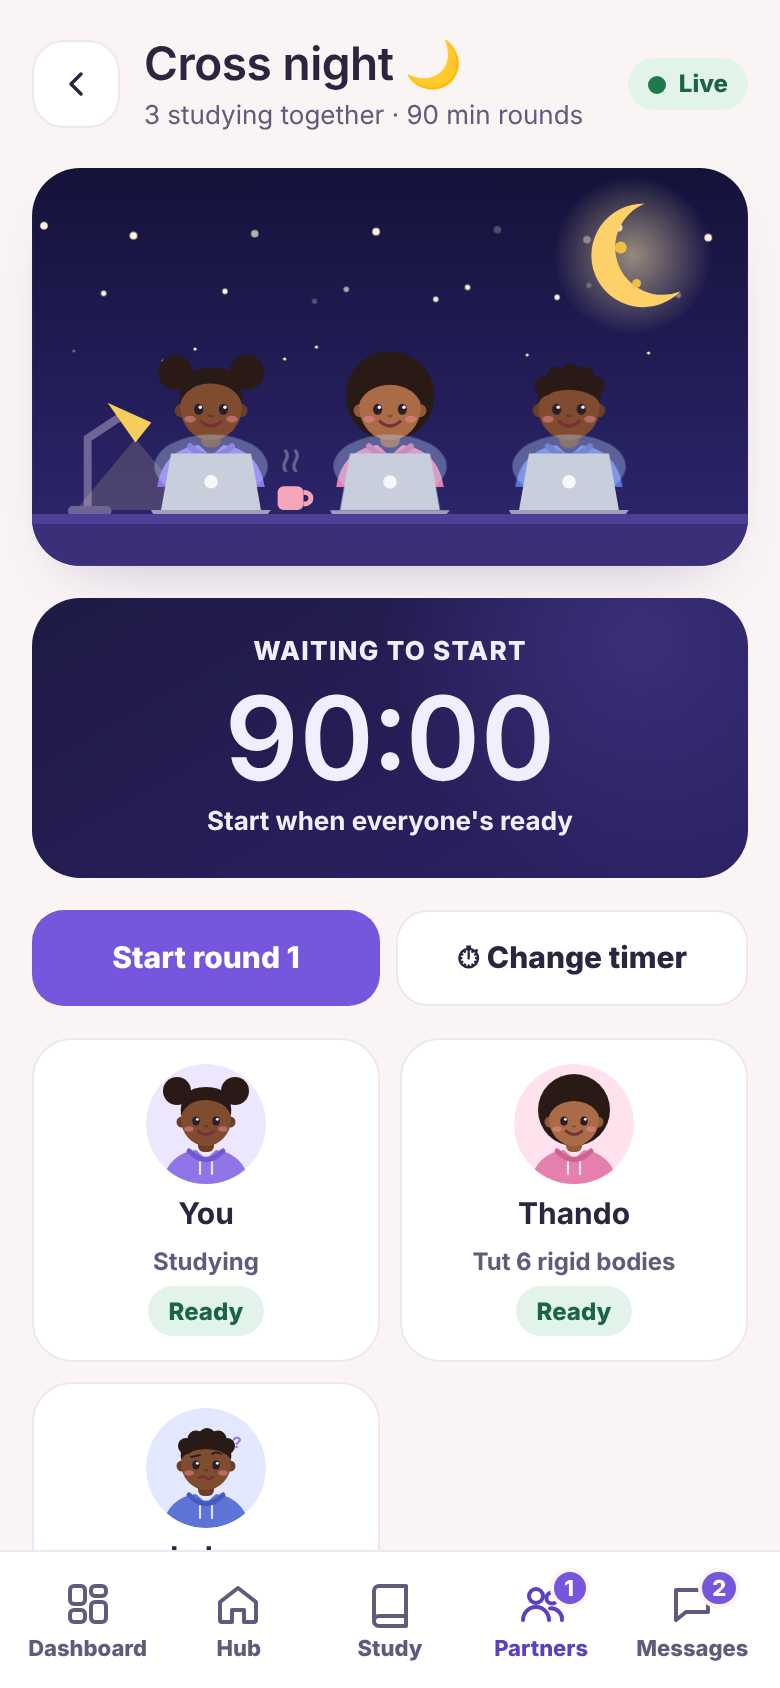 Cross night 🌙
3 studying together · 90 min rounds
Live
WAITING TO START
90:00
Start when everyone's ready
Start round 1
⏱ Change timer
You
Studying
Ready
Thando
Tut 6 rigid bodies
Ready
?
Dashboard
Hub
Study
1
Partners
2
Messages